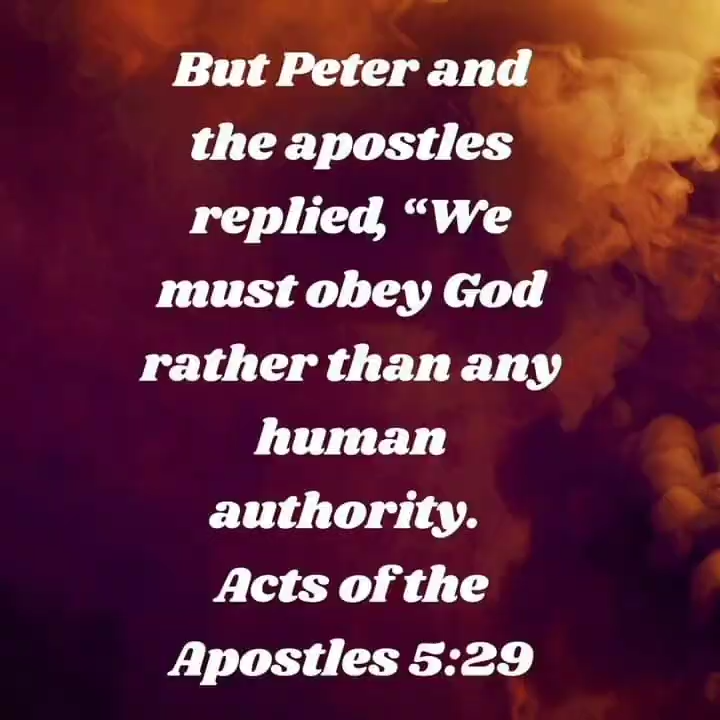 But Peter and
the apostles
replied, “We
must obey God
rather than any
human
authority.
Acts of the
Apostles 5:29